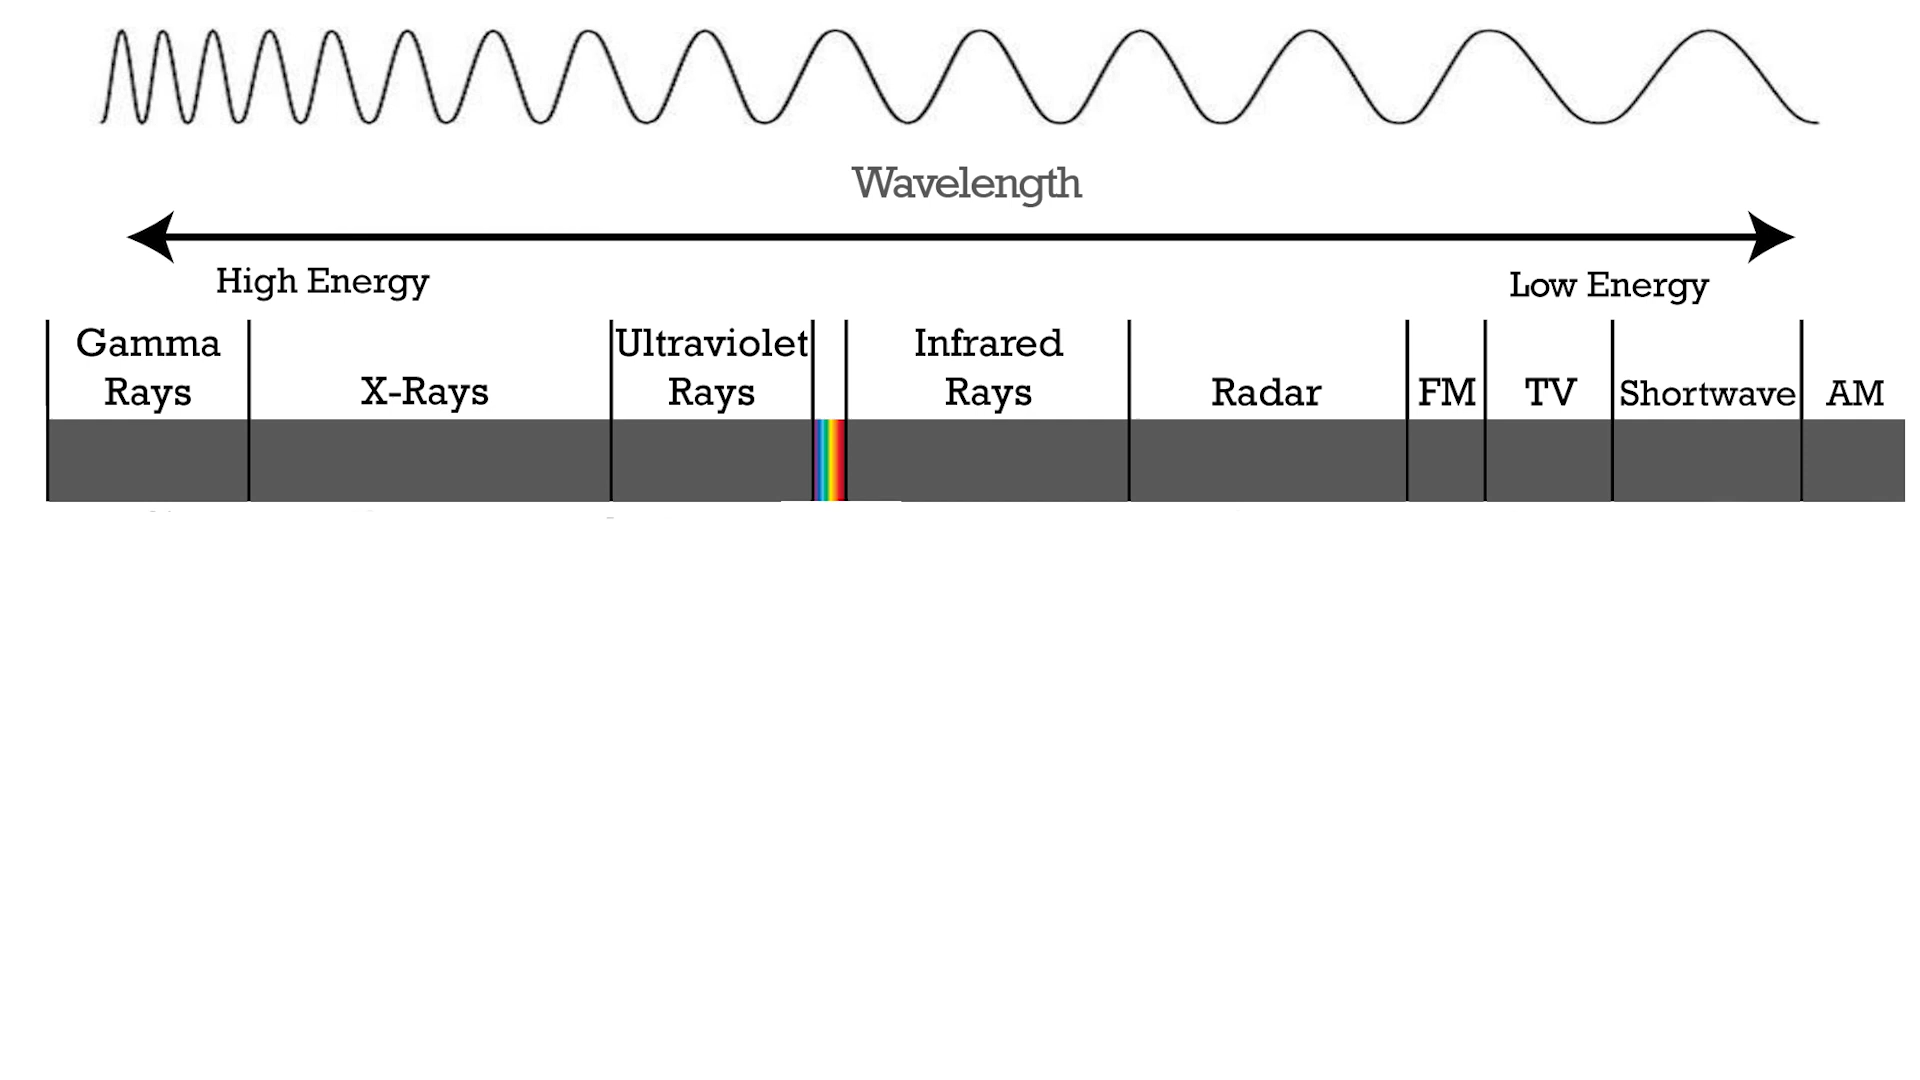 Wavelength
High Energy
Low Energy
Gamma
Rays
X-Rays
Ultraviolet
Rays
Infrared
Rays
Radar
FM
TV
Shortwave
AM